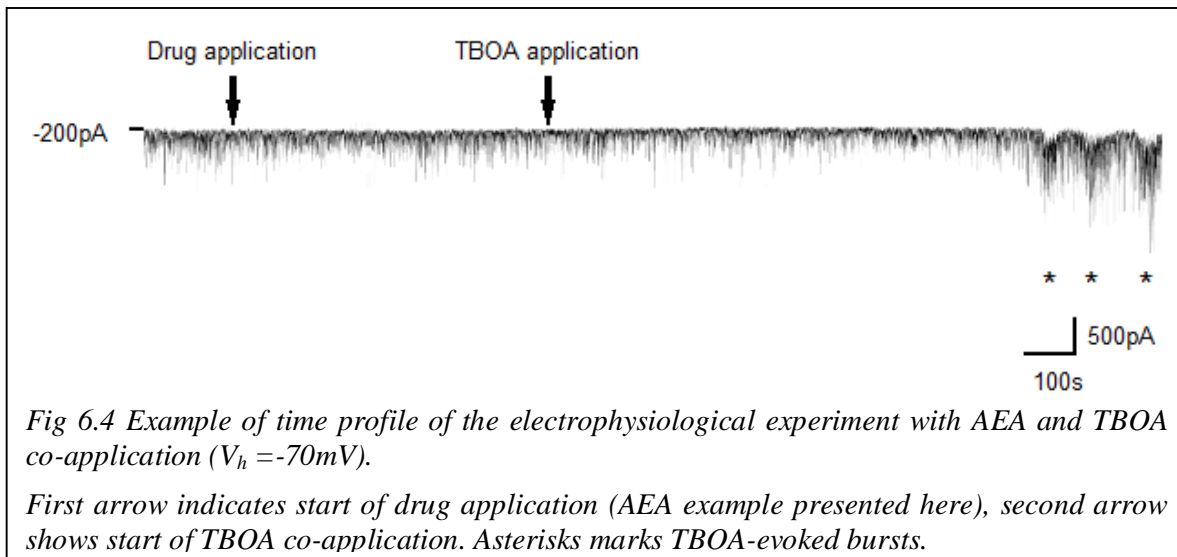 Drug application TBOA application
-200pA
* * *
500pA
100s
Fig 6.4 Example of time profile of the electrophysiological experiment with AEA and TBOA
co-application (Vh =-70mV).
First arrow indicates start of drug application (AEA example presented here), second arrow
shows start of TBOA co-application. Asterisks marks TBOA-evoked bursts.